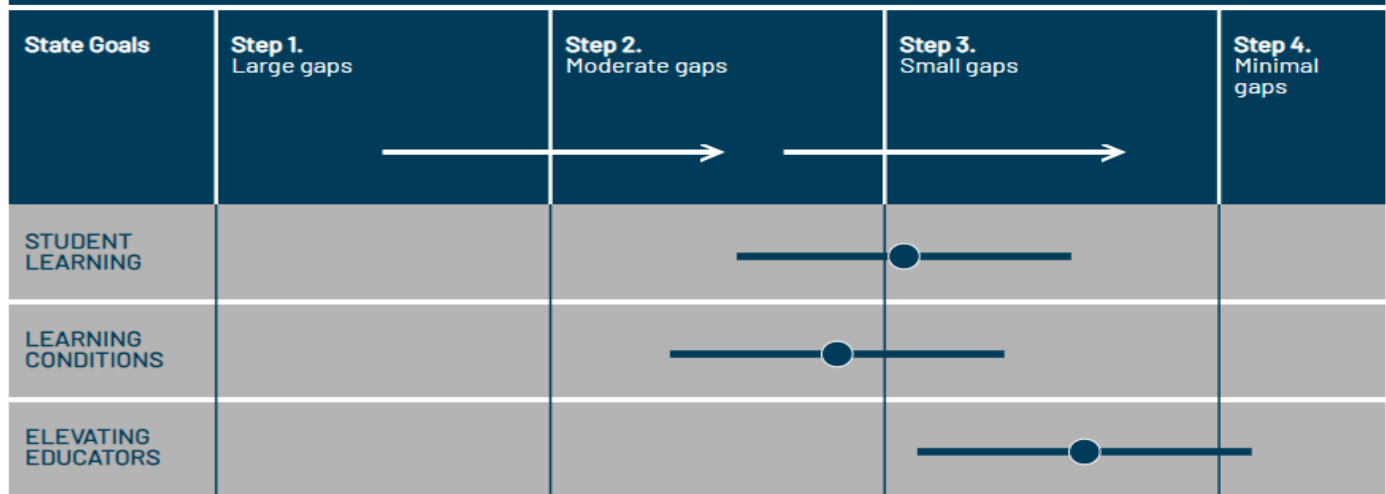 State Goals
Step 1.
Large gaps
Step 2.
Moderate gaps
Step 3.
Small gaps
Step 4.
Minimal
gaps
STUDENT
LEARNING
LEARNING
CONDITIONS
ELEVATING
EDUCATORS